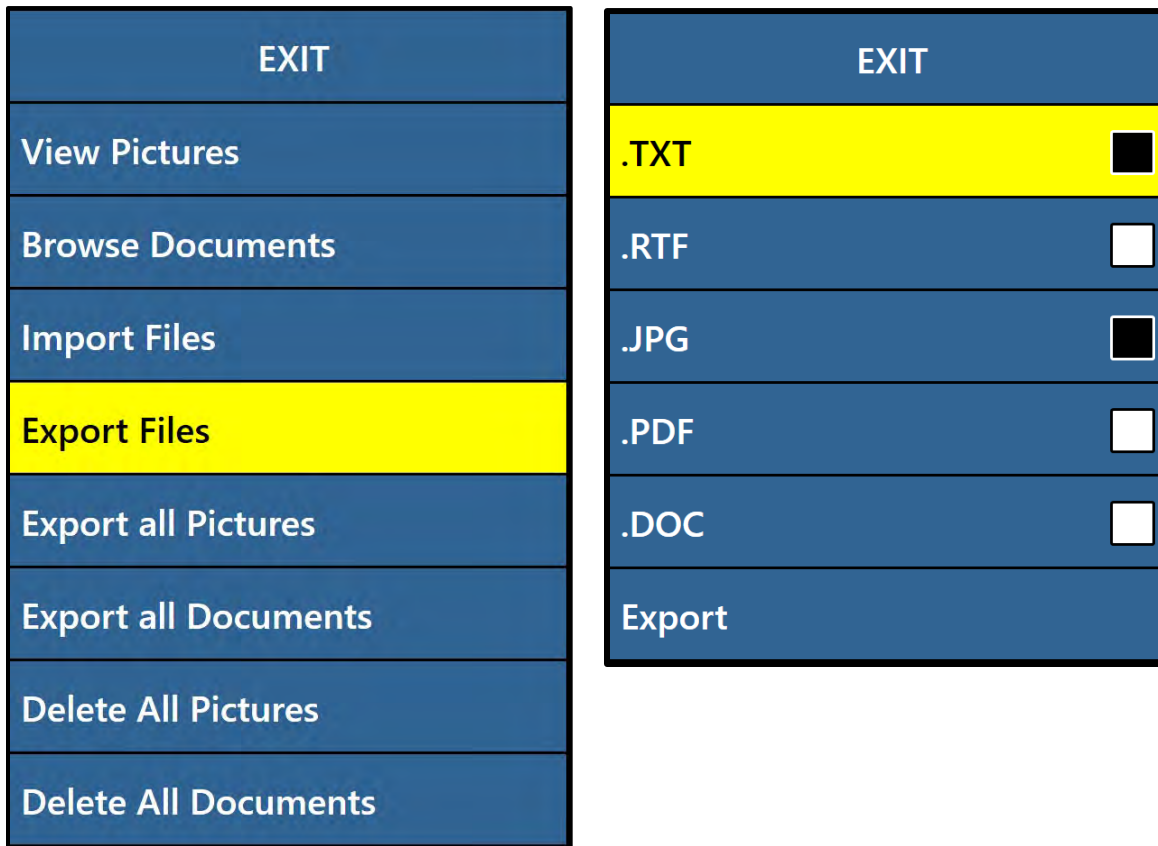 EXIT
View Pictures
Browse Documents
Import Files
Export Files
Export all Pictures
Export all Documents
Delete All Pictures
Delete All Documents
EXIT
.TXT
.RTF
.JPG
.PDF
.DOC
Export